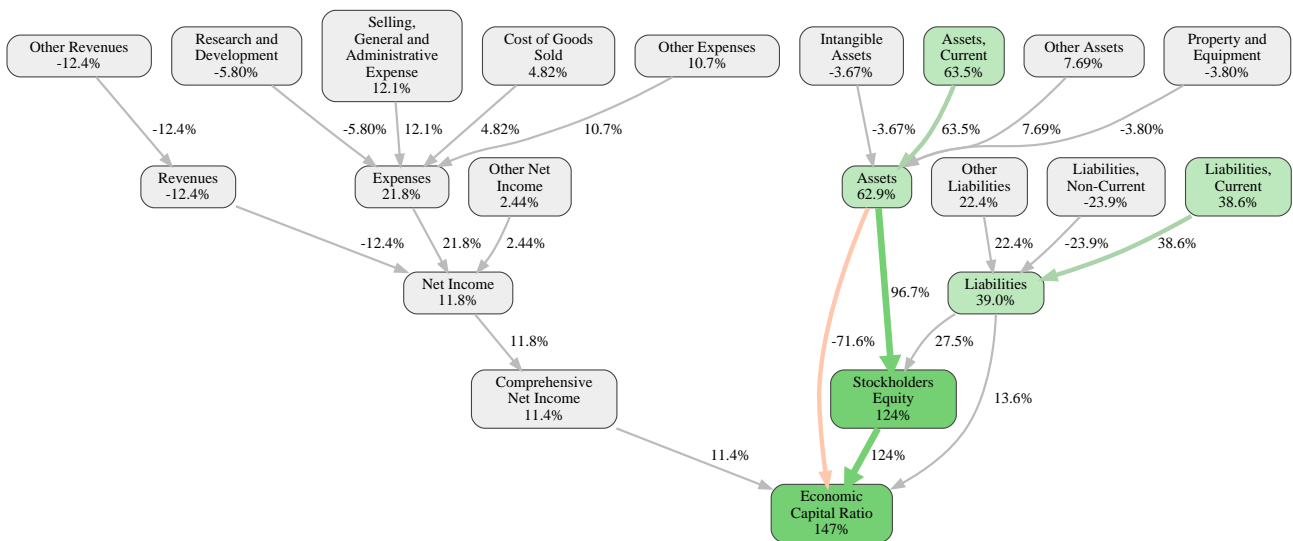 Other Revenues
-12.4%
Research and
Development
-5.80%
Selling,
General and
Administrative
Expense
12.1%
Cost of Goods
Sold
4.82%
Other Expenses
10.7%
Intangible
Assets
-3.67%
Assets,
Current
63.5%
Other Assets
7.69%
Property and
Equipment
-3.80%
-12.4%
-5.80%
12.1%
4.82%
10.7%
-3.67%
63.5%
7.69%
-3.80%
Revenues
-12.4%
Expenses
21.8%
Other Net
Income
2.44%
Assets
62.9%
Other
Liabilities
22.4%
Liabilities,
Non-Current
-23.9%
Liabilities,
Current
38.6%
-12.4%
21.8%
2.44%
22.4%
-23.9%
38.6%
Net Income
11.8%
96.7%
Liabilities
39.0%
11.8%
-71.6%
27.5%
Comprehensive
Net Income
11.4%
Stockholders
Equity
124%
13.6%
11.4%
124%
Economic
Capital Ratio
147%